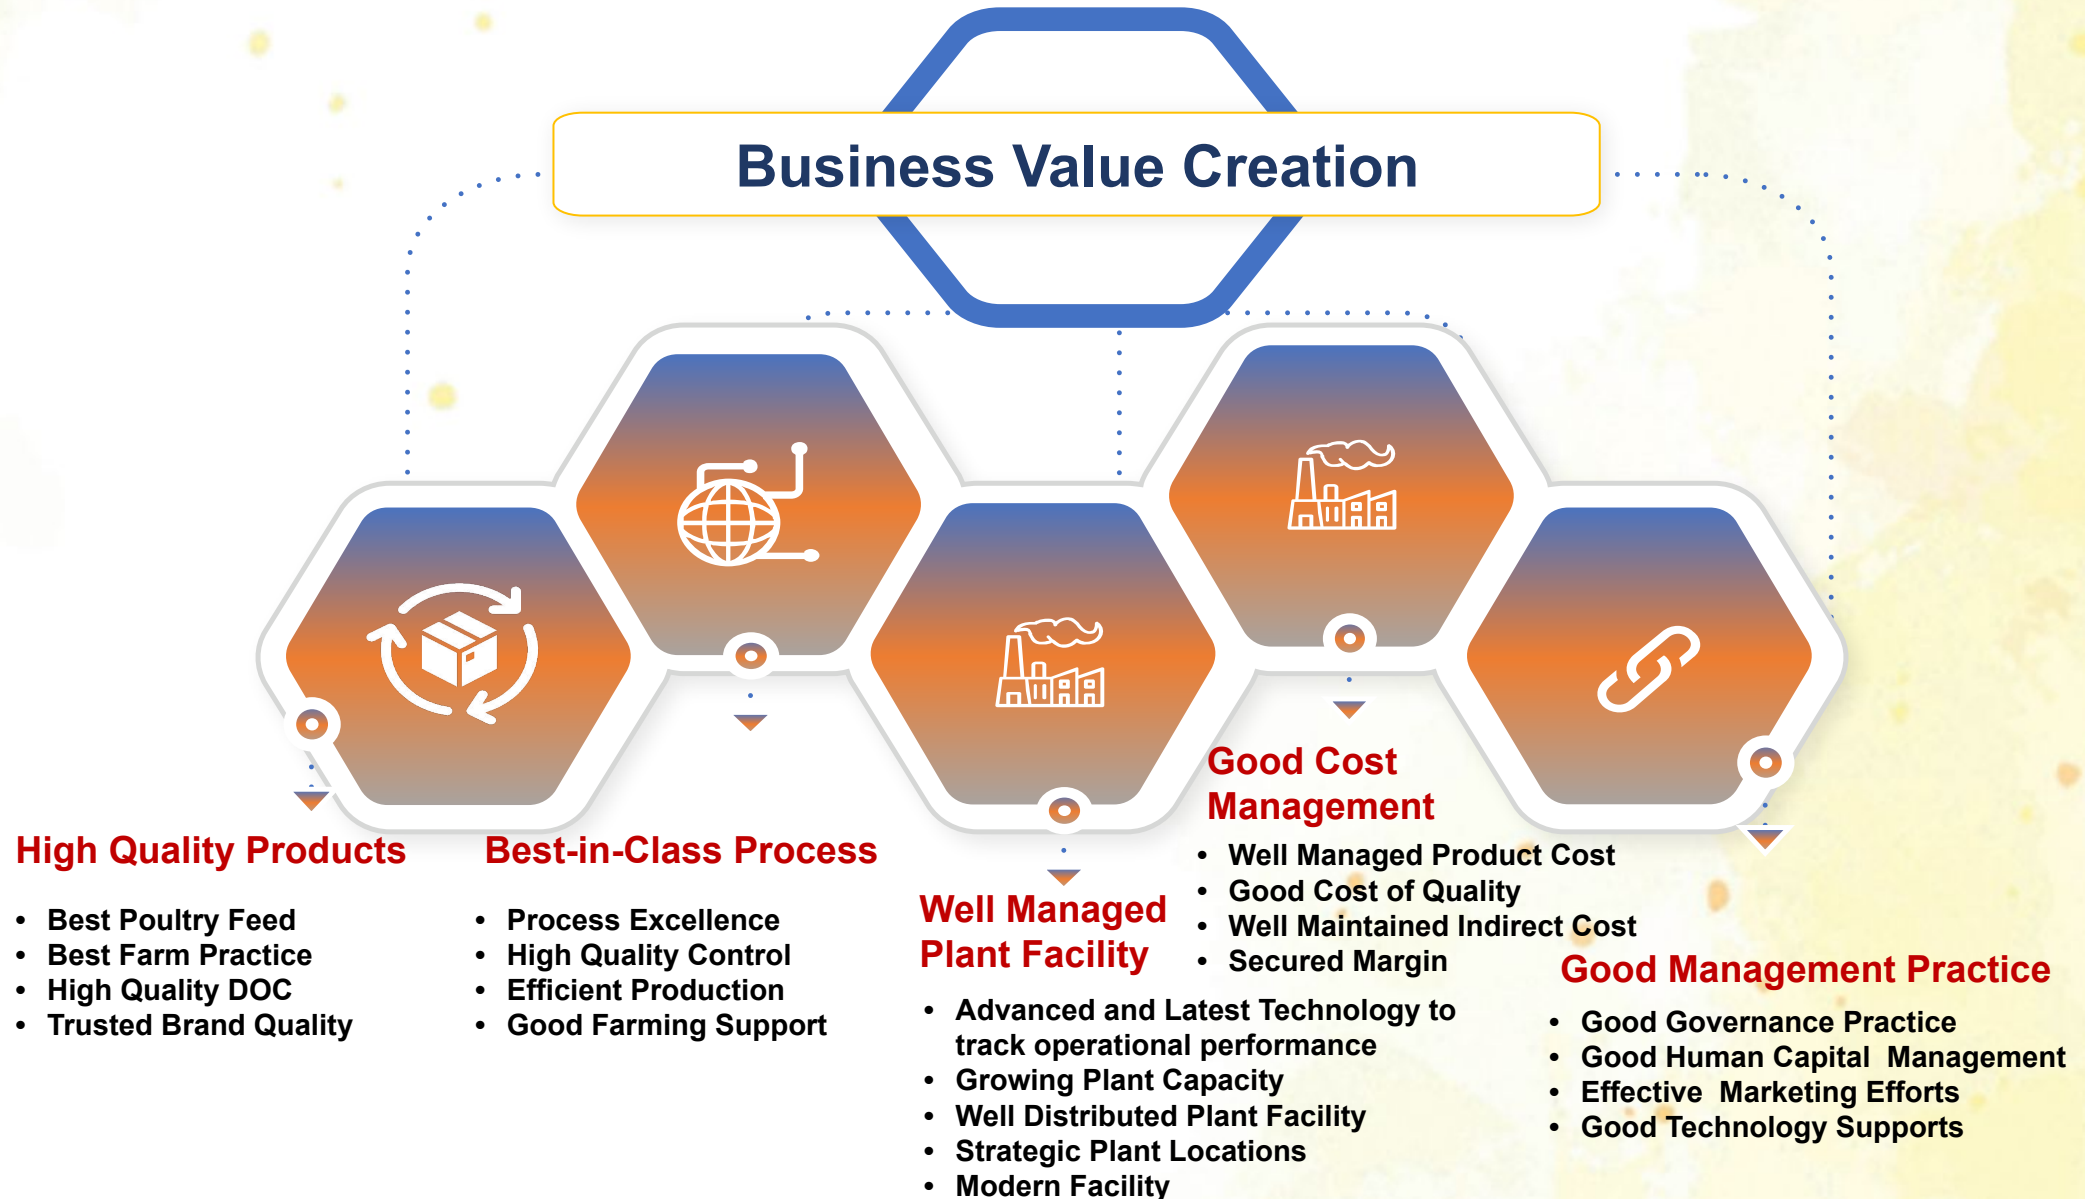 Business Value Creation
High Quality Products
• Best Poultry Feed
• Best Farm Practice
• High Quality DOC
• Trusted Brand Quality
Best-in-Class Process
• Process Excellence
• High Quality Control
• Efficient Production
• Good Farming Support
Well Managed
Plant Facility
• Advanced and Latest Technology to
track operational performance
• Growing Plant Capacity
• Well Distributed Plant Facility
• Strategic Plant Locations
• Modern Facility
Good Cost
Management
• Well Managed Product Cost
• Good Cost of Quality
• Well Maintained Indirect Cost
• Secured Margin
Good Management Practice
• Good Governance Practice
• Good Human Capital  Management
• Effective  Marketing Efforts
• Good Technology Supports